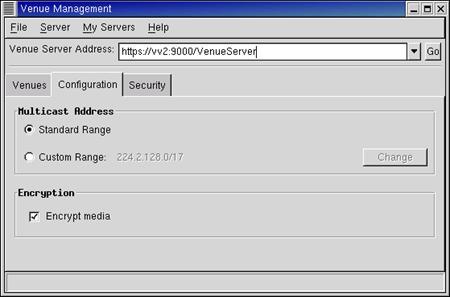 Venue Management
File Server My Servers Help
Venue Server Address: https://vv2:9000/VenueServer Go
Venues Configuration Security
Multicast Address
Standard Range
Custom Range: 224.2.128.0/17 Change
Encryption
Encrypt media